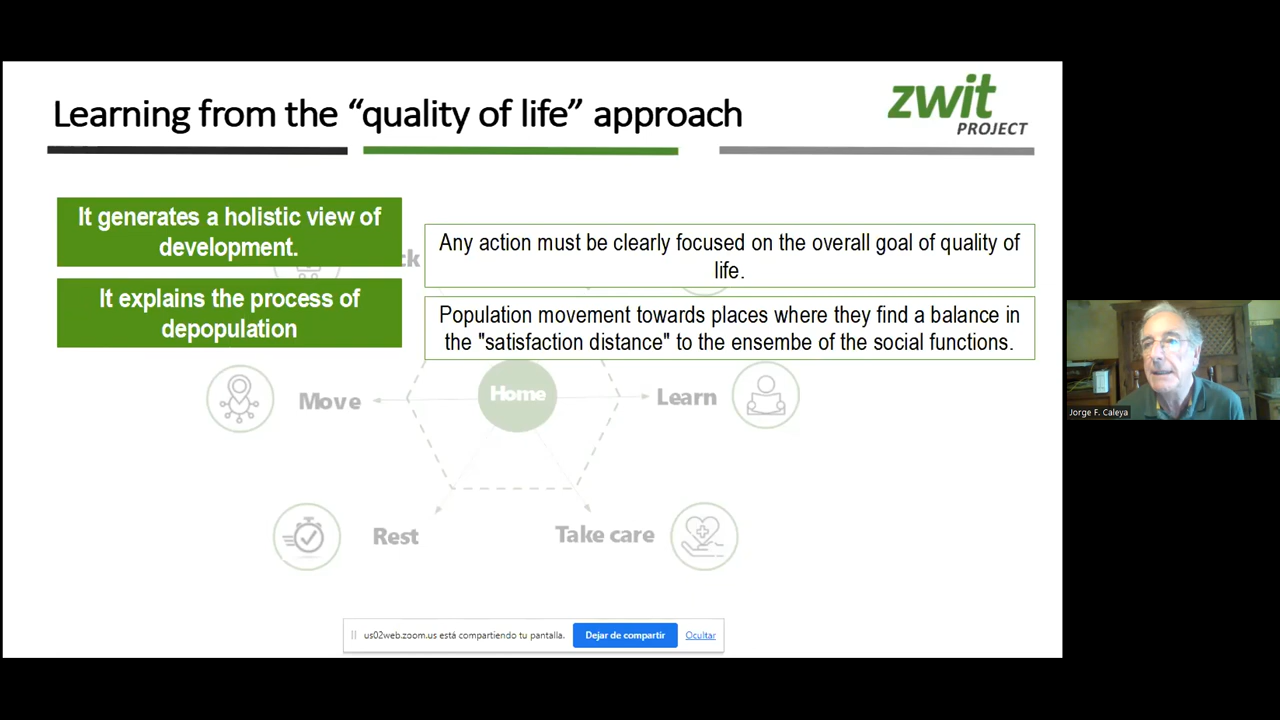 Learning from the “quality of life” approach
zwit
PROJECT
It generates a holistic view of
development.
Any action must be clearly focused on the overall goal of quality of
life.
It explains the process of
depopulation
Population movement towards places where they find a balance in
the "satisfaction distance" to the ensembe of the social functions.
ck
Move
Home
Learn
Rest
Take care
Jorge F. Caleya
us02web.zoom.us está compartiendo tu pantalla.
Dejar de compartir
Ocultar